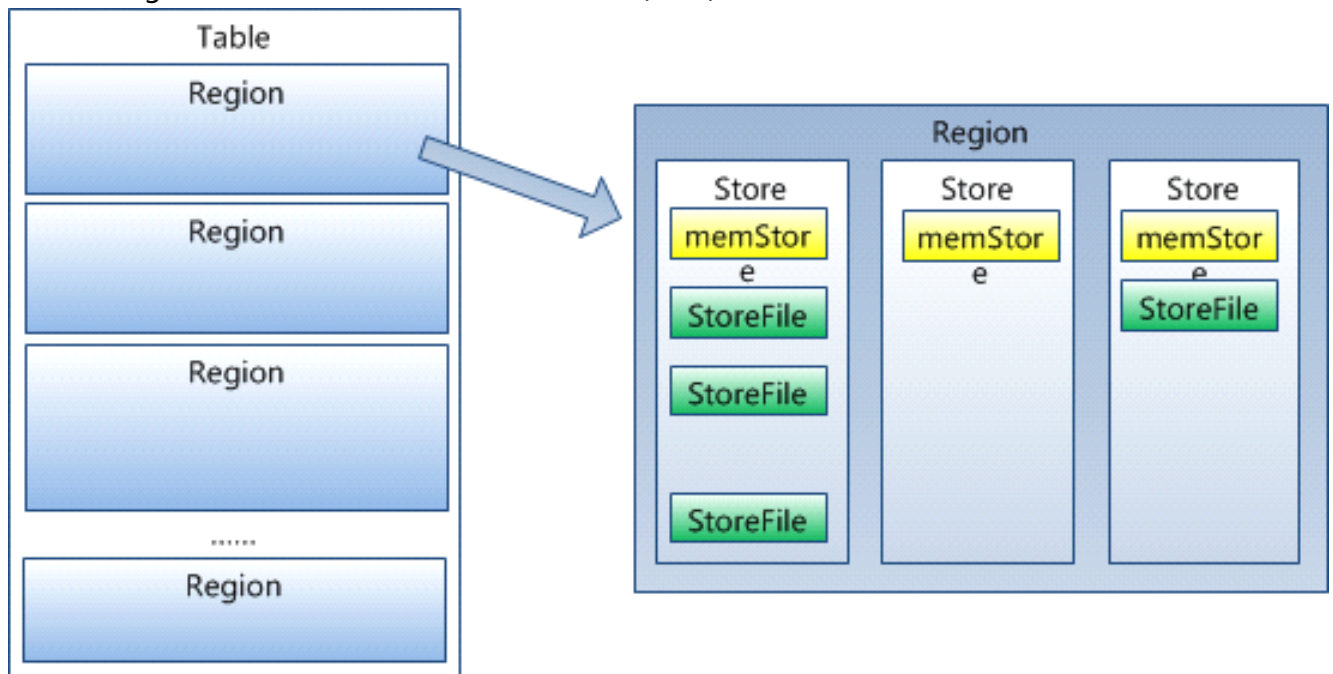 Table
Region
Region
Region
......
Region
Region
Store
memStor
e
StoreFile
StoreFile
StoreFile
Store
memStor
e
Store
memStor
e
StoreFile